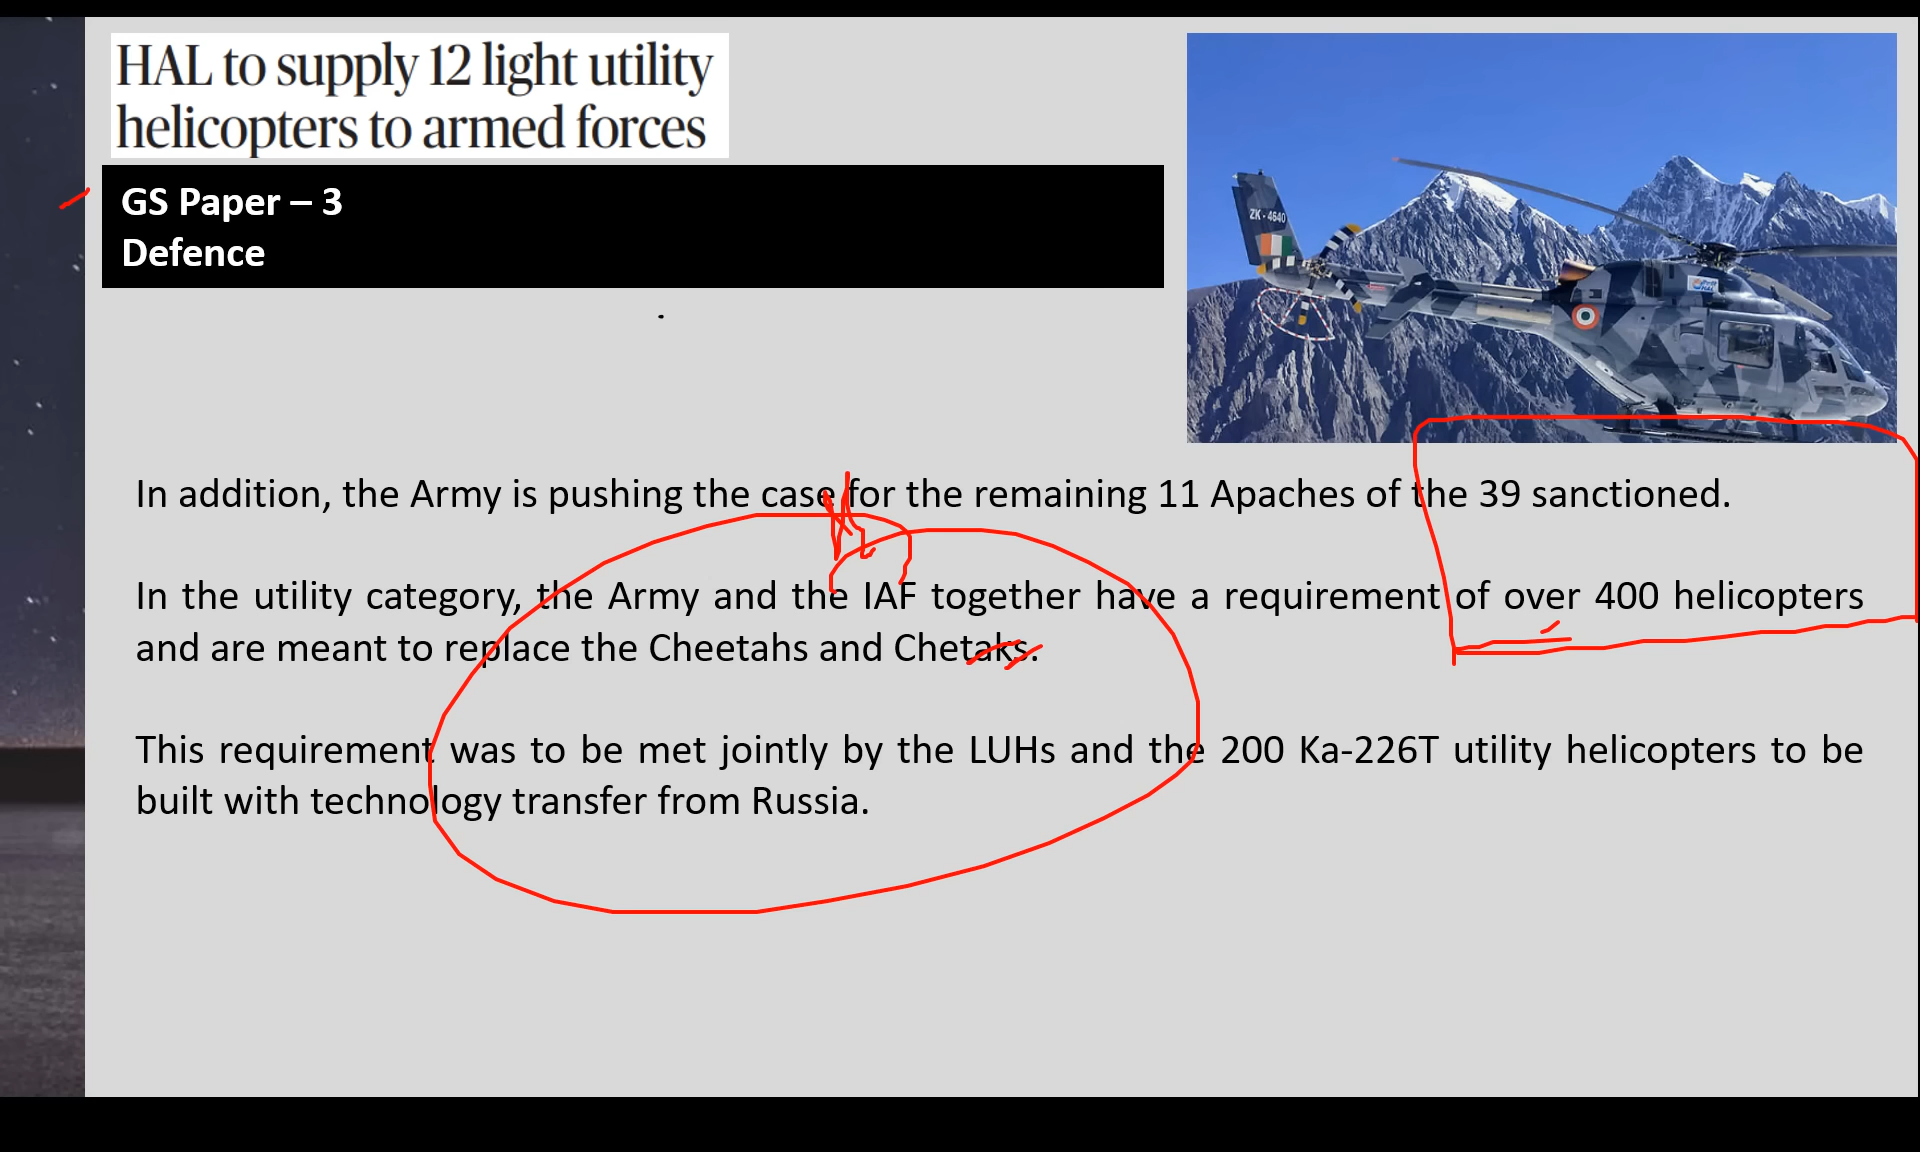 HAL to supply 12 light utility
helicopters to armed forces
GS Paper – 3
Defence
ZK - 4640
In addition, the Army is pushing the case for the remaining 11 Apaches of the 39 sanctioned.
In the utility category, the Army and the IAF together have a requirement of over 400 helicopters
and are meant to replace the Cheetahs and Chetaks.
This requirement was to be met jointly by the LUHs and the 200 Ka-226T utility helicopters to be
built with technology transfer from Russia.